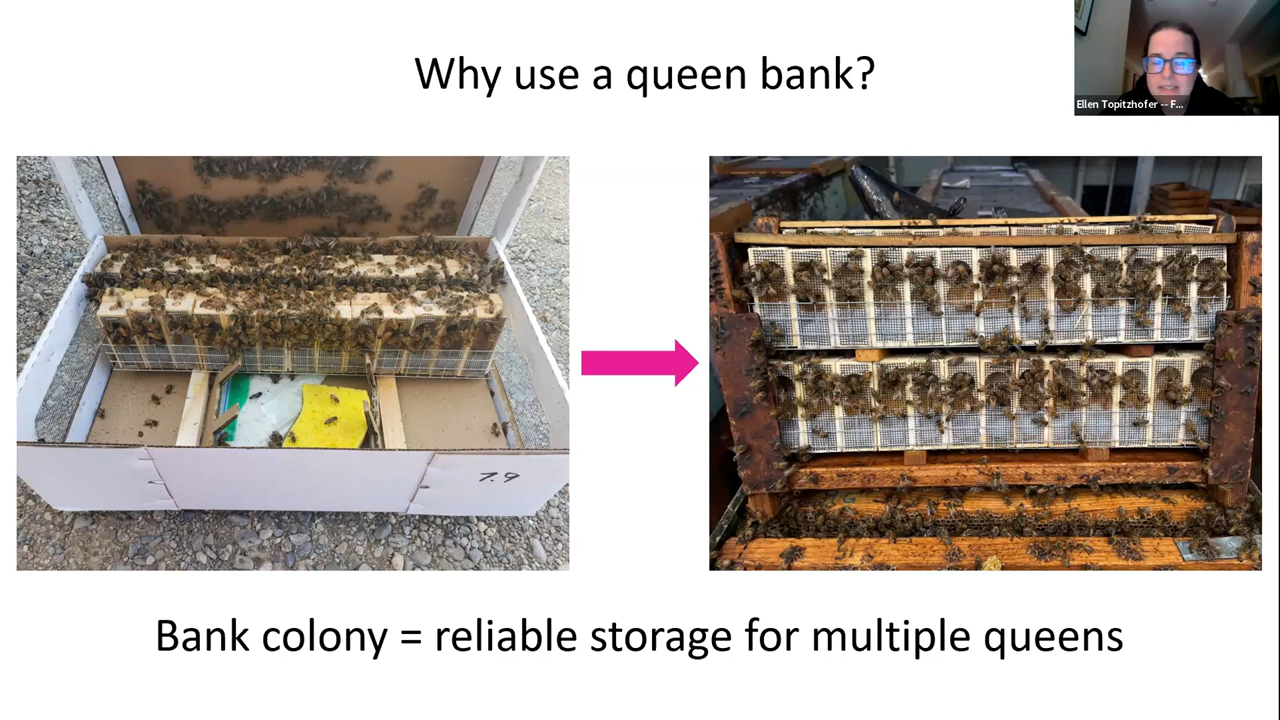 Why use a queen bank?
Ellen Topitzhofer -- F...
7.9
Bank colony = reliable storage for multiple queens